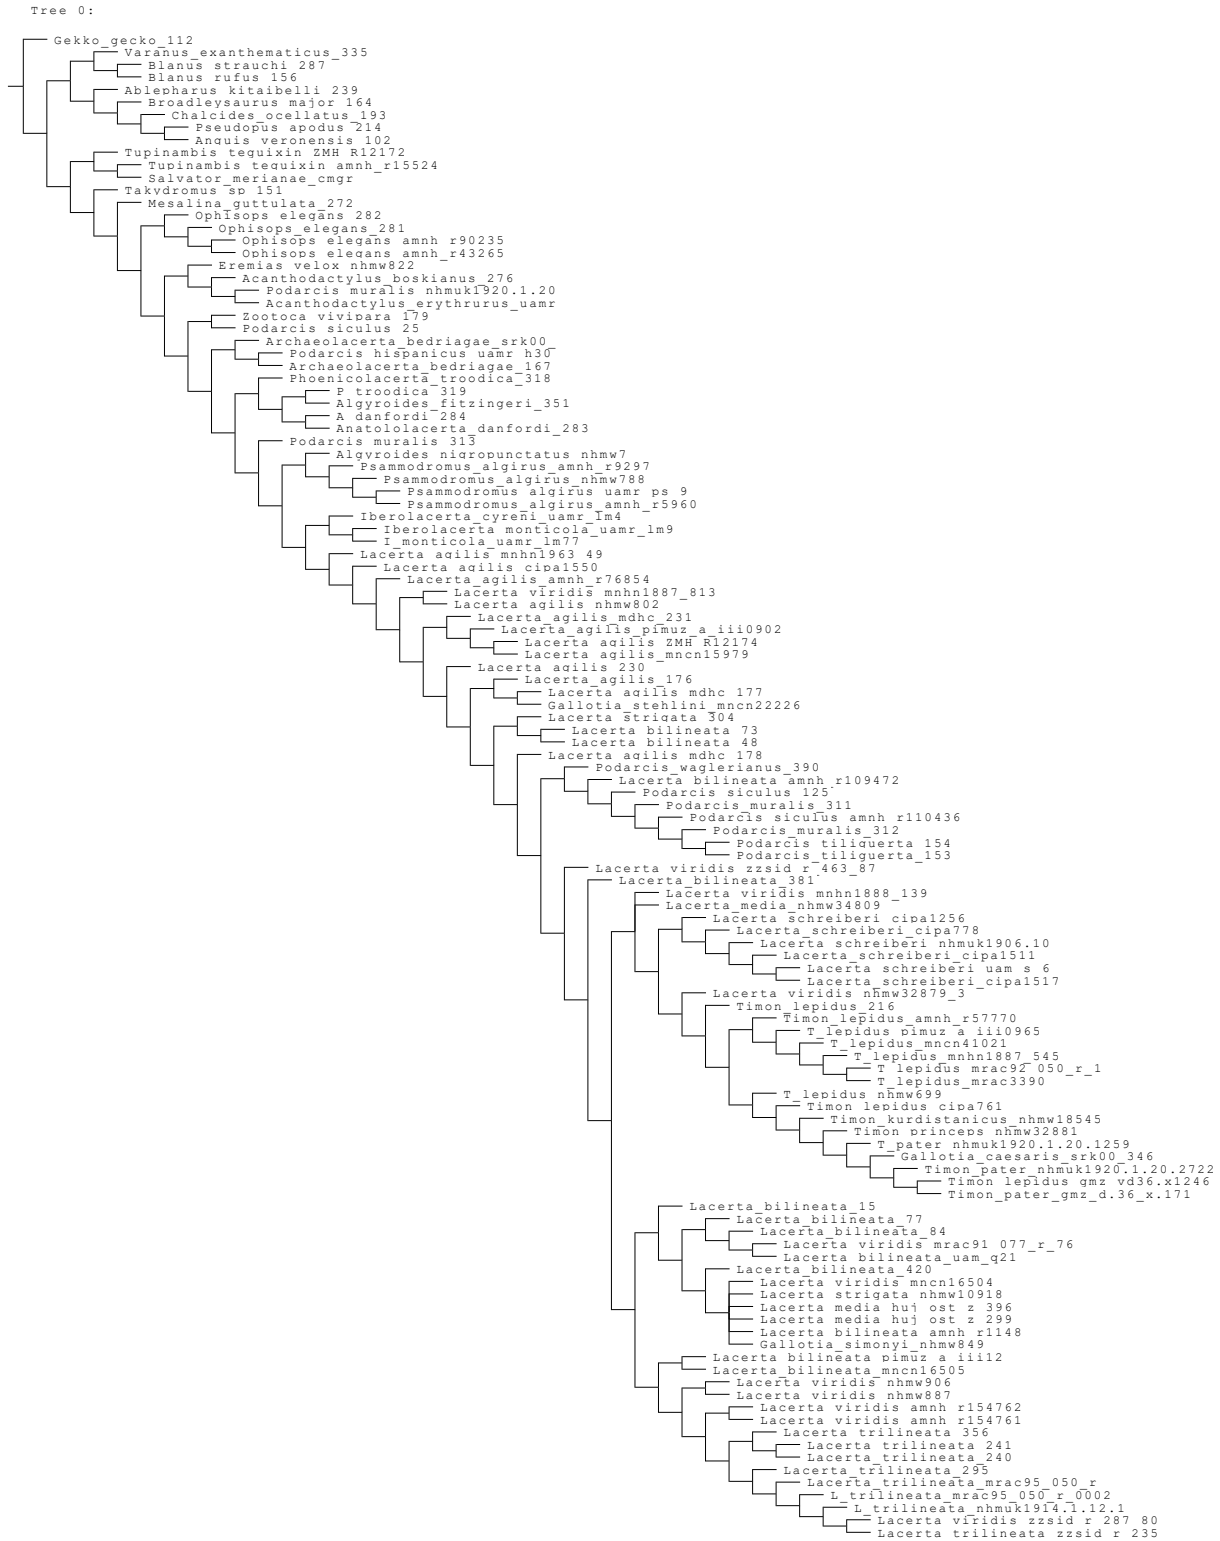 Tree 0:
Gekko_gecko_112
Varanus_exanthematicus_335
Blanus_strauchi_287
Blanus_rufus_156
Ablepharus_kitaibelli_239
Broadleysaurus_major_164
Chalcides_ocellatus_193
Pseudopus_apodus_214
Anguis_veronensis_102
Tupinambis_teguixin_ZMH_R12172
Tupinambis_teguixin_amnh_r15524
Salvator_merianae_cmgr
Takydromus_sp_151
Mesalina_guttulata_272
Ophisops_elegans_282
Ophisops_elegans_281
Ophisops_elegans_amnh_r90235
Ophisops_elegans_amnh_r43265
Eremias_velox_nhmw822
Acanthodactylus_boskianus_276
Podarcis_muralis_nhmuk1920.1.20
Acanthodactylus_erythrurus_uamr
Zootoca_vivipara_179
Podarcis_siculus_25
Archaeolacerta_bedriagae_srk00_
Podarcis_hispanicus_uamr_h30
Archaeolacerta_bedriagae_167
Phoenicolacerta_troodica_318
P_troodica_319
Algyroides_fitzingeri_351
A_danfordi_284
Anatololacerta_danfordi_283
Podarcis_muralis_313
Algyroides_nigropunctatus_nhmw7
Psammodromus_algirus_amnh_r9297
Psammodromus_algirus_nhmw788
Psammodromus_algirus_uamr_ps_9
Psammodromus_algirus_amnh_r5960
Iberolacerta_cyreni_uamr_lm4
Iberolacerta_monticola_uamr_lm9
I_monticola_uamr_lm77
Lacerta_agilis_mnhn1963_49
Lacerta_agilis_cipa1550
Lacerta_agilis_amnh_r76854
Lacerta_viridis_mnhn1887_813
Lacerta_agilis_nhmw802
Lacerta_agilis_mdhc_231
Lacerta_agilis_pimuz_a_iii0902
Lacerta_agilis_ZMH_R12174
Lacerta_agilis_mncn15979
Lacerta_agilis_230
Lacerta_agilis_176
Lacerta_agilis_mdhc_177
Gallotia_stehlini_mncn22226
Lacerta_strigata_304
Lacerta_bilineata_73
Lacerta_bilineata_48
Lacerta_agilis_mdhc_178
Podarcis_waglerianus_390
Lacerta_bilineata_amnh_r109472
Podarcis_siculus_125
Podarcis_muralis_311
Podarcis_siculus_amnh_r110436
Podarcis_muralis_312
Podarcis_tiliguerta_154
Podarcis_tiliguerta_153
Lacerta_viridis_zzsid_r_463_87
Lacerta_bilineata_381
Lacerta_viridis_mnhn1888_139
Lacerta_media_nhmw34809
Lacerta_schreiberi_cipa1256
Lacerta_schreiberi_cipa778
Lacerta_schreiberi_nhmuk1906.10
Lacerta_schreiberi_cipa1511
Lacerta_schreiberi_uam_s_6
Lacerta_schreiberi_cipa1517
Lacerta_viridis_nhmw32879_3
Timon_lepidus_216
Timon_lepidus_amnh_r57770
T_lepidus_pimuz_a_iii0965
T_lepidus_mncn41021
T_lepidus_mnhn1887_545
T_lepidus_mrac92_050_r_1
T_lepidus_mrac3390
T_lepidus_nhmw699
Timon_lepidus_cipa761
Timon_kurdistanicus_nhmw18545
Timon_princeps_nhmw32881
T_pater_nhmuk1920.1.20.1259
Gallotia_caesaris_srk00_346
Timon_pater_nhmuk1920.1.20.2722
Timon_lepidus_gmz_vd36.x1246
Timon_pater_gmz_d.36_x.171
Lacerta_bilineata_15
Lacerta_bilineata_77
Lacerta_bilineata_84
Lacerta_viridis_mrac91_077_r_76
Lacerta_bilineata_uam_q21
Lacerta_bilineata_420
Lacerta_viridis_mncn16504
Lacerta_strigata_nhmw10918
Lacerta_media_huj_ost_z_396
Lacerta_media_huj_ost_z_299
Lacerta_bilineata_amnh_r1148
Gallotia_simonyi_nhmw849
Lacerta_bilineata_pimuz_a_iii12
Lacerta_bilineata_mncn16505
Lacerta_viridis_nhmw906
Lacerta_viridis_nhmw887
Lacerta_viridis_amnh_r154762
Lacerta_viridis_amnh_r154761
Lacerta_trilineata_356
Lacerta_trilineata_241
Lacerta_trilineata_240
Lacerta_trilineata_295
Lacerta_trilineata_mrac95_050_r
L_trilineata_mrac95_050_r_0002
L_trilineata_nhmuk1914.1.12.1
Lacerta_viridis_zzsid_r_287_80
Lacerta_trilineata_zzsid_r_235